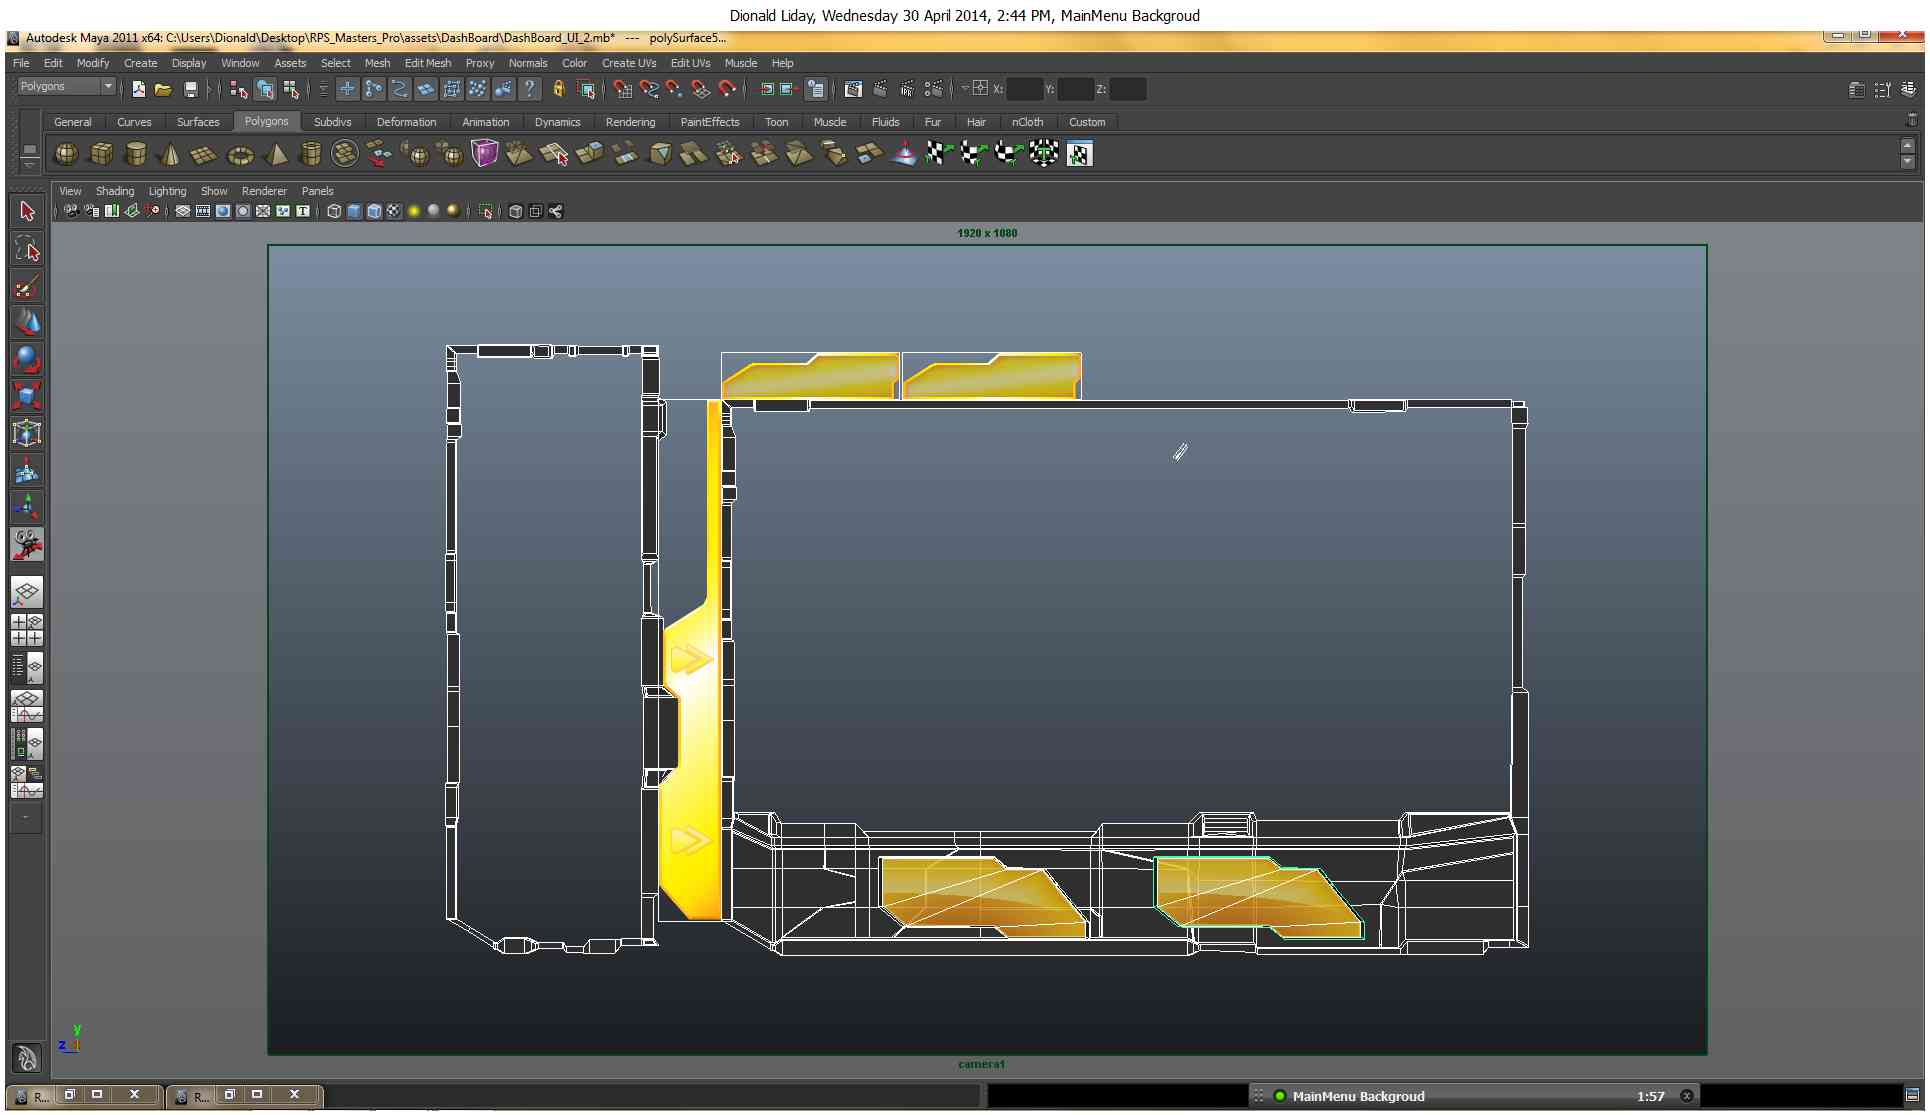 Dionald Liday, Wednesday 30 April 2014, 2:44 PM, MainMenu Backgroud
Autodesk Maya 2011 x64: C:\Users\Dionald\Desktop\RPS_Masters_Pro\assets\DashBoard\DashBoard_UI_2.mb* --- polySurface5...
File Edit Modify Create Display Window Assets Select Mesh Edit Mesh Proxy Normals Color Create UVs Edit UVs Muscle Help
Polygons X: Y: Z:
General Curves Surfaces Polygons Subdivs Deformation Animation Dynamics Rendering PaintEffects Toon Muscle Fluids Fur Hair nCloth Custom
View Shading Lighting Show Renderer Panels
1920 x 1080
y
z
camera1
R... R... MainMenu Backgroud 1:57